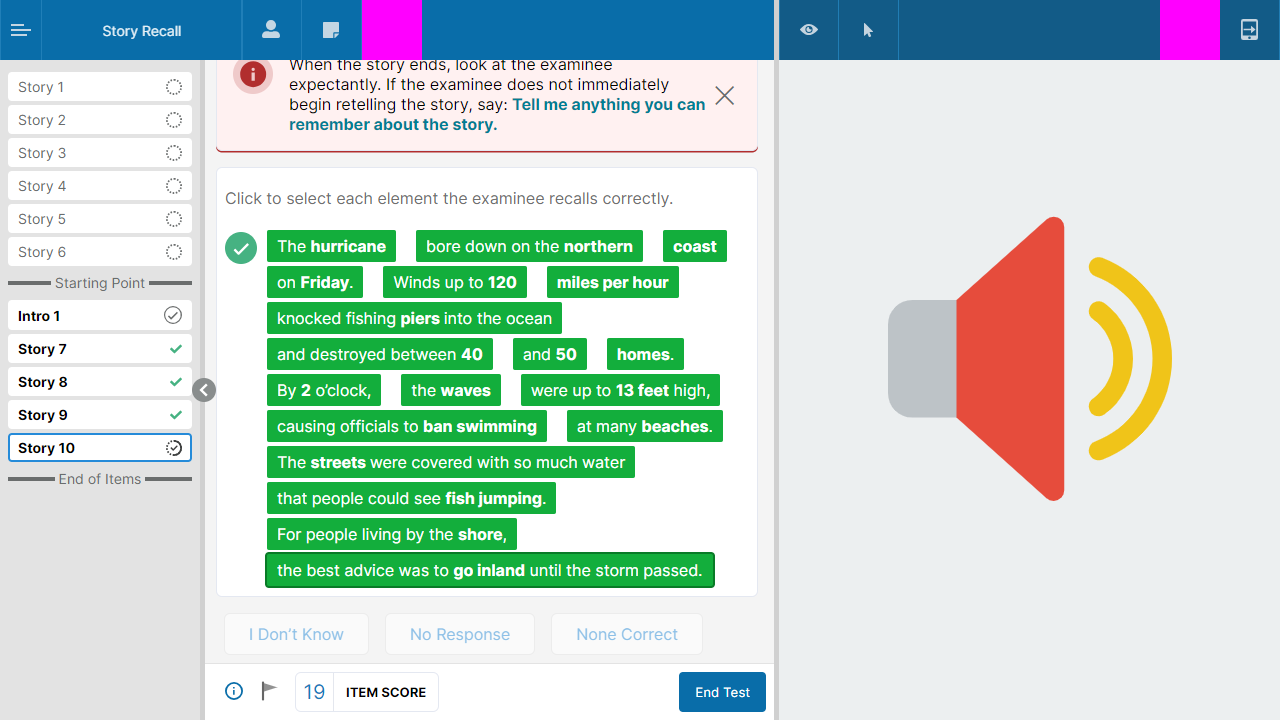 Story Recall
Story 1
Story 2
Story 3
Story 4
Story 5
Story 6
Starting Point
Intro 1
Story 7
Story 8
Story 9
Story 10
End of Items
When the story ends, look at the examinee
expectantly. If the examinee does not immediately
begin retelling the story, say: Tell me anything you can
remember about the story.
Click to select each element the examinee recalls correctly.
The hurricane bore down on the northern coast
on Friday. Winds up to 120 miles per hour
knocked fishing piers into the ocean
and destroyed between 40 and 50 homes.
By 2 o’clock, the waves were up to 13 feet high,
causing officials to ban swimming at many beaches.
The streets were covered with so much water
that people could see fish jumping.
For people living by the shore,
the best advice was to go inland until the storm passed.
I Don’t Know No Response None Correct
19 ITEM SCORE End Test